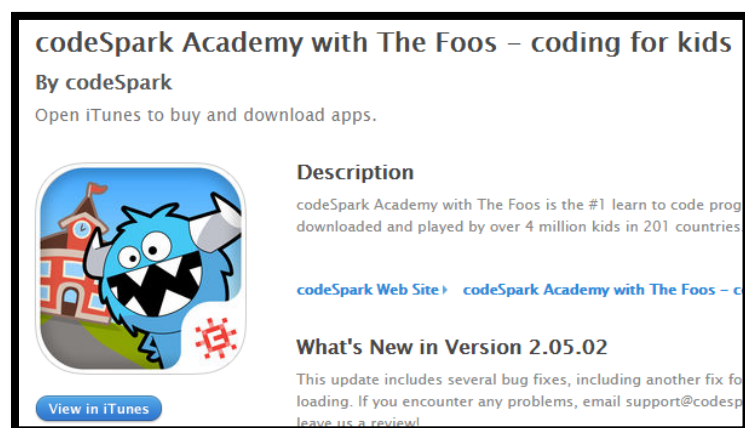 codeSpark Academy with The Foos – coding for kids
By codeSpark
Open iTunes to buy and download apps.
Description
codeSpark Academy with The Foos is the #1 learn to code prog
downloaded and played by over 4 million kids in 201 countries.
codeSpark Web Site codeSpark Academy with The Foos – c
What's New in Version 2.05.02
This update includes several bug fixes, including another fix fo
loading. If you encounter any problems, email support@codesp
leave us a review!
View in iTunes